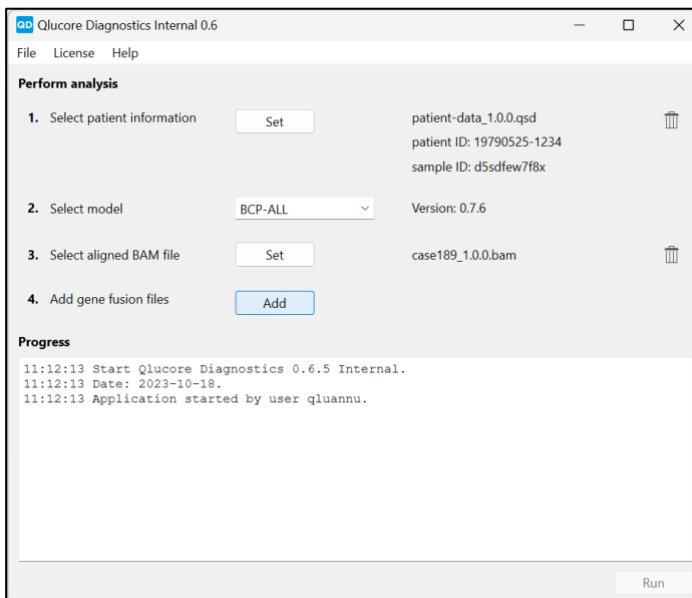 QD Qlucore Diagnostics Internal 0.6
File License Help
Perform analysis
1. Select patient information Set patient-data_1.0.0.qsd
patient ID: 19790525-1234
sample ID: d5sdfew7f8x
2. Select model BCP-ALL Version: 0.7.6
3. Select aligned BAM file Set case189_1.0.0.bam
4. Add gene fusion files Add
Progress
11:12:13 Start Qlucore Diagnostics 0.6.5 Internal.
11:12:13 Date: 2023-10-18.
11:12:13 Application started by user qluannu.
Run